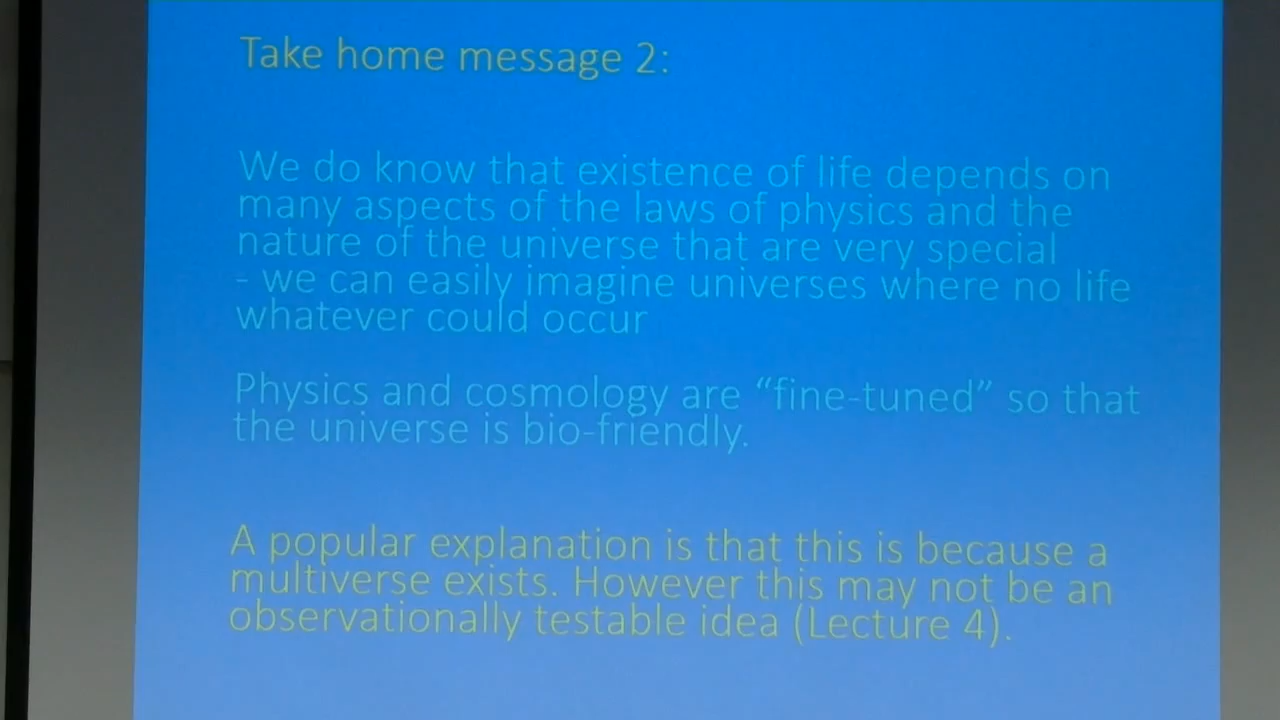 Take home message 2:
We do know that existence of life depends on
many aspects of the laws of physics and the
nature of the universe that are very special
- we can easily imagine universes where no life
whatever could occur
Physics and cosmology are “fine-tuned” so that
the universe is bio-friendly.
A popular explanation is that this is because a
multiverse exists. However this may not be an
observationally testable idea (Lecture 4).